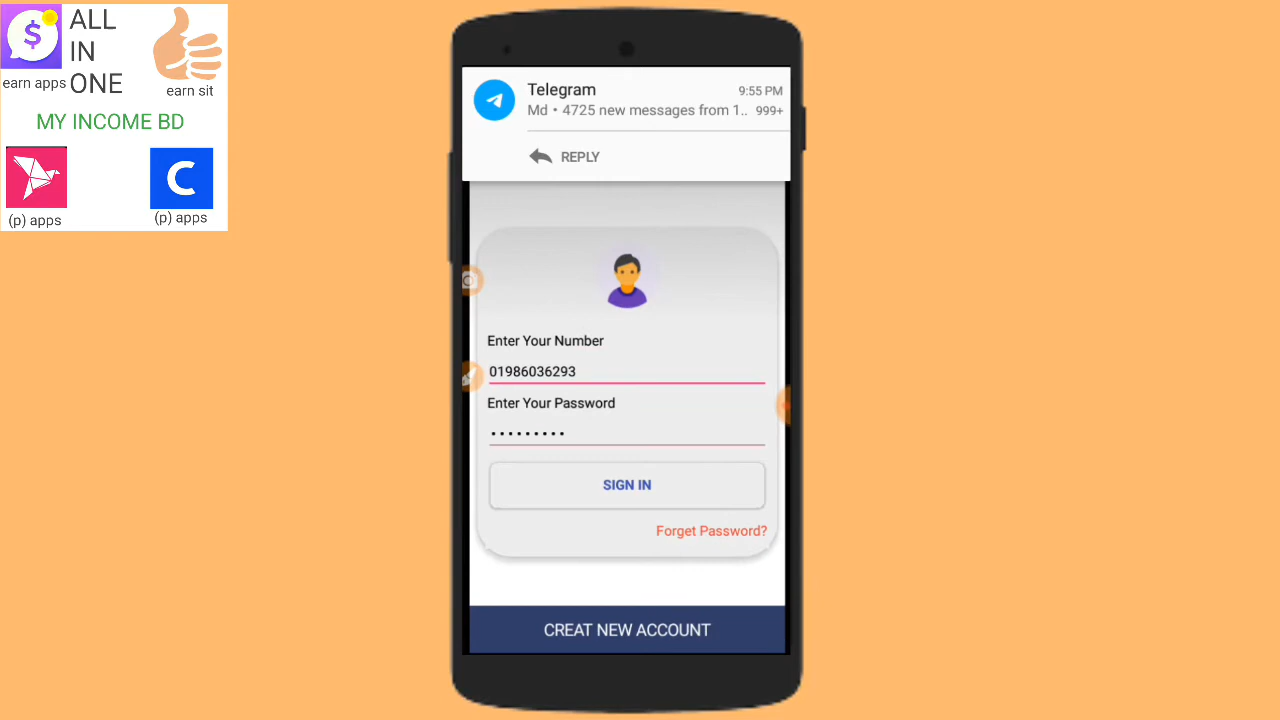 ALL
IN
ONE
earn apps
earn sit
MY INCOME BD
C
(p) apps
(p) apps
Telegram
9:55 PM
Md • 4725 new messages from 1.. 999+
REPLY
Enter Your Number
01986036293
Enter Your Password
•••••••••
SIGN IN
Forget Password?
CREAT NEW ACCOUNT